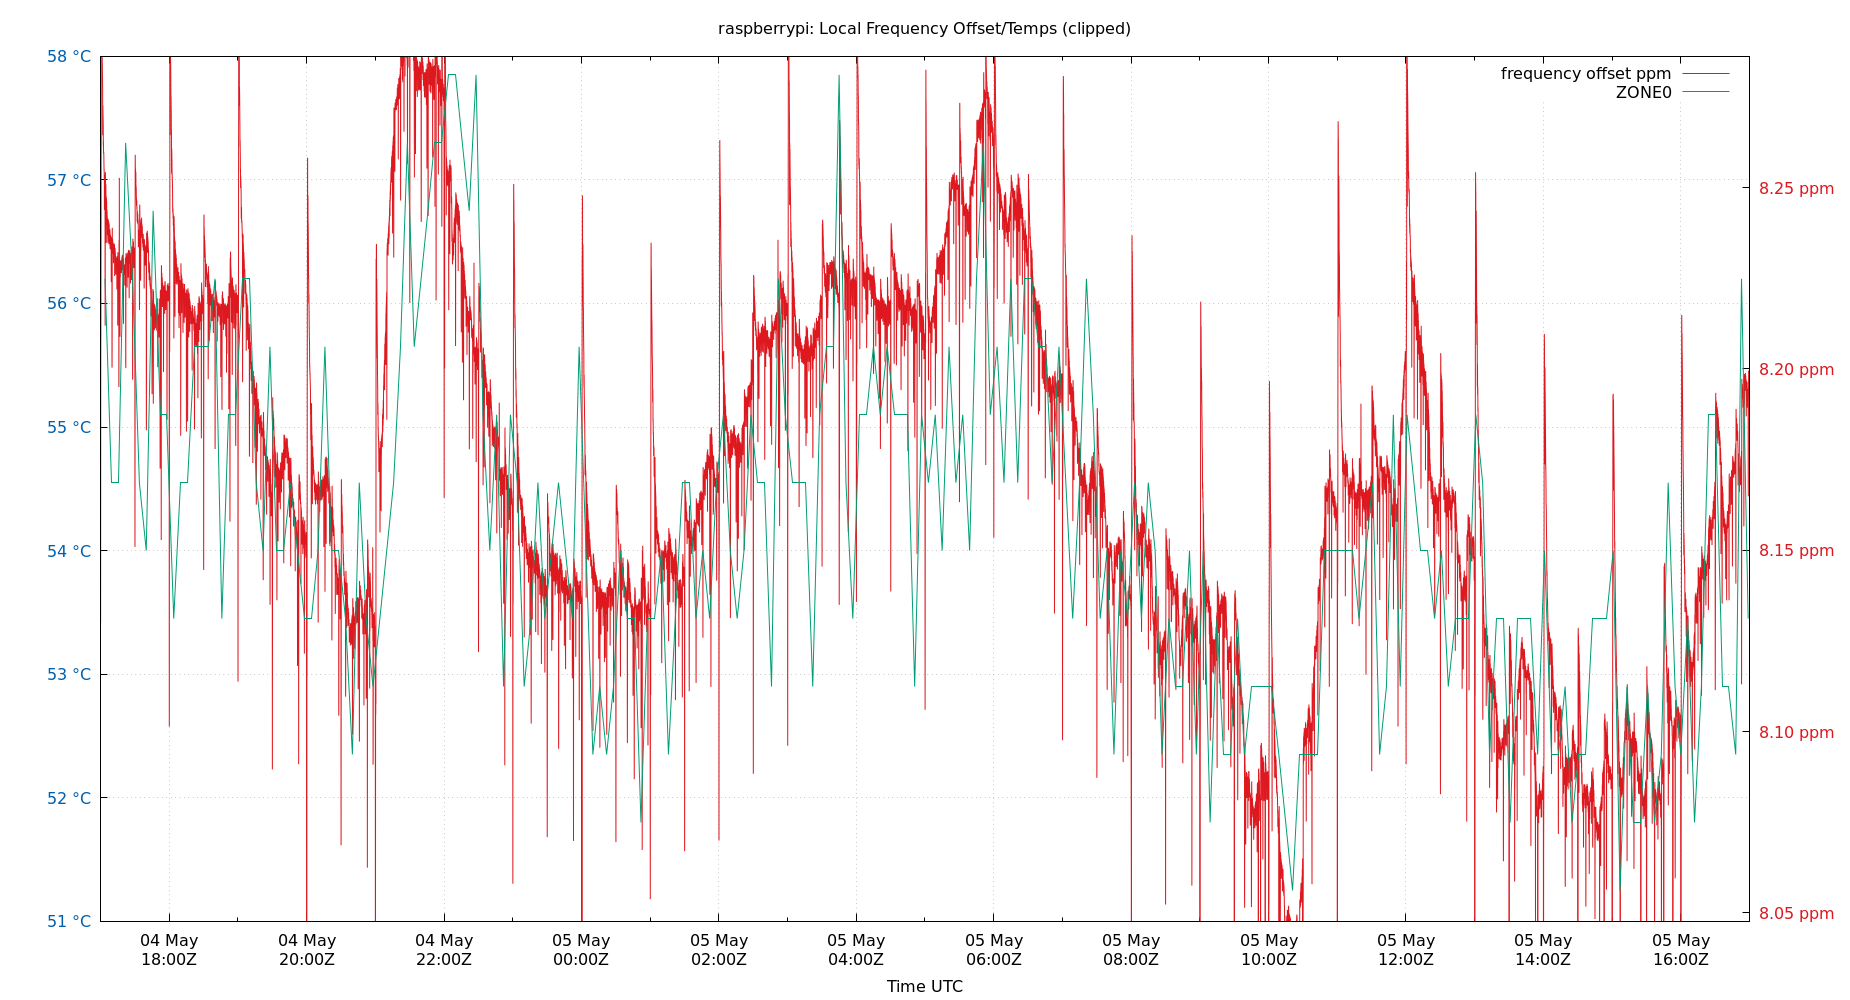 raspberrypi: Local Frequency Offset/Temps (clipped)
frequency offset ppm
ZONE0
58 °C
57 °C
56 °C
55 °C
54 °C
53 °C
52 °C
51 °C
8.25 ppm
8.20 ppm
8.15 ppm
8.10 ppm
8.05 ppm
04 May 04 May 04 May 05 May 05 May 05 May 05 May 05 May 05 May 05 May 05 May 05 May
18:00Z 20:00Z 22:00Z 00:00Z 02:00Z 04:00Z 06:00Z 08:00Z 10:00Z 12:00Z 14:00Z 16:00Z
Time UTC